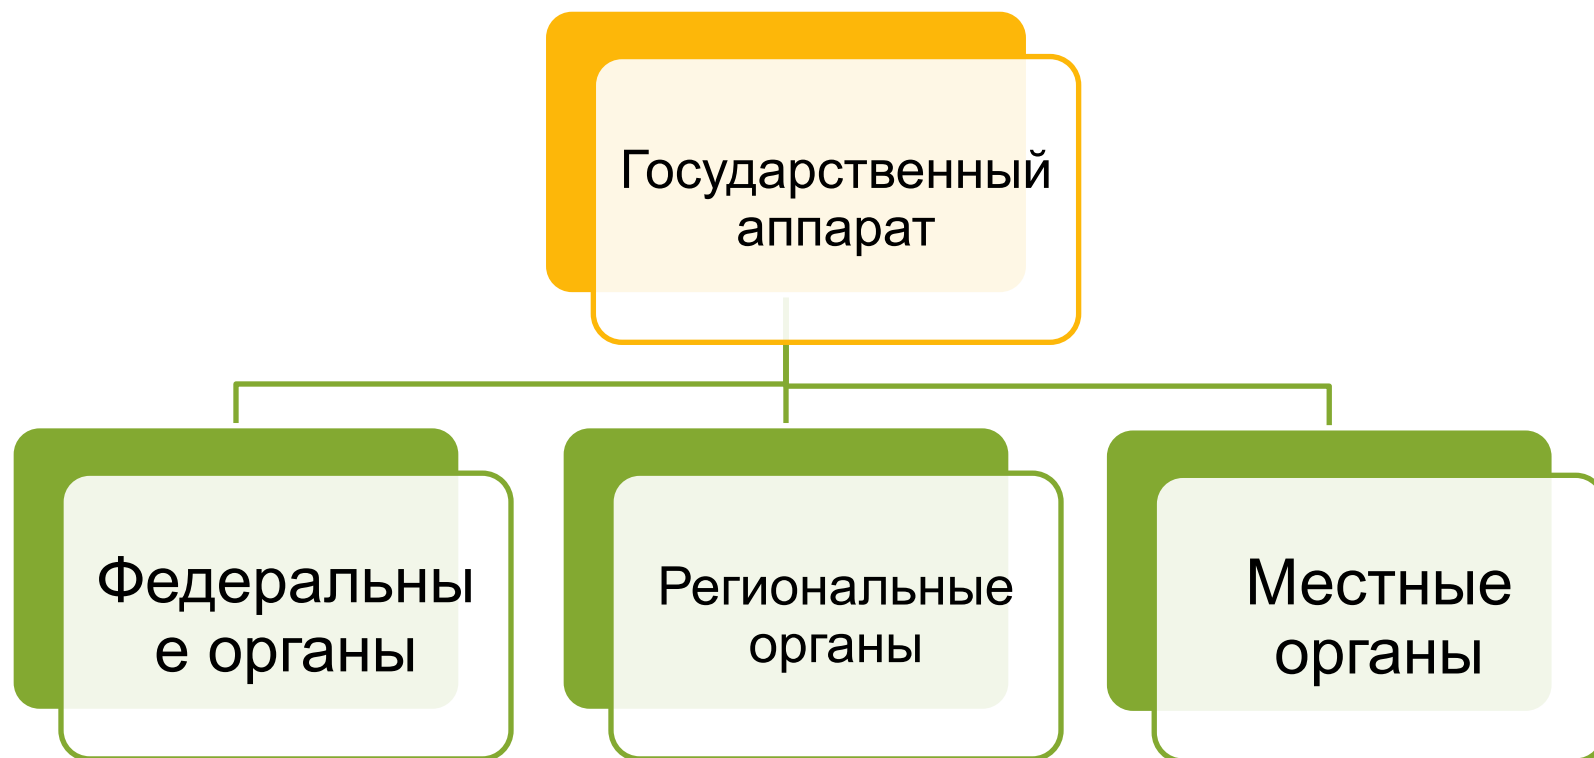 Государственный
аппарат
Федеральны
е органы
Региональные
органы
Местные
органы